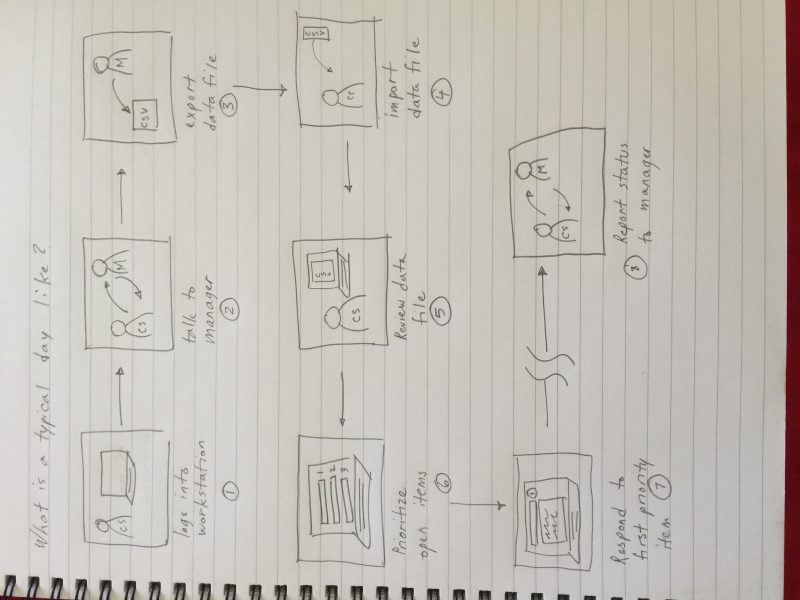 What is a typical day like?
CS
logs into
workstation
1
CS M
talk to
manager
2
M
CSV
export
data file
3
CSV
CS
import
data file
4
CSV
CS
Review data
file
5
1
2
3
Prioritize
open items
6
1
Respond to
first priority
item 7
CS M
Report status
8 to manager